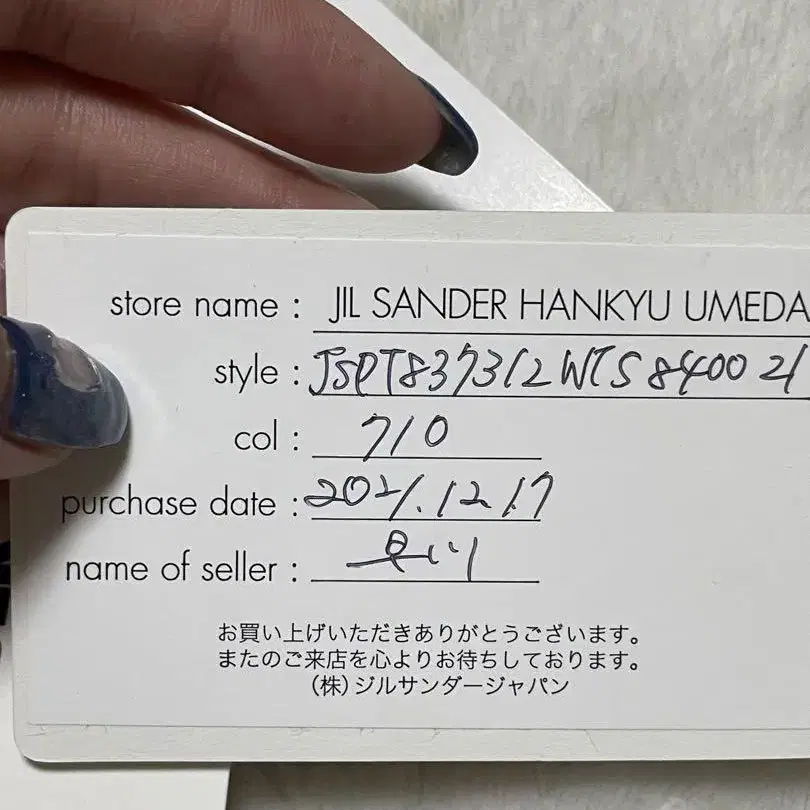 store name : JIL SANDER HANKYU UMEDA
style : JSPT837312 WTS8400 21
col : 710
purchase date : 2021.12.17
name of seller : 早川
お買い上げいただきありがとうございます。
またのご来店を心よりお待ちしております。
(株)ジルサンダージャパン